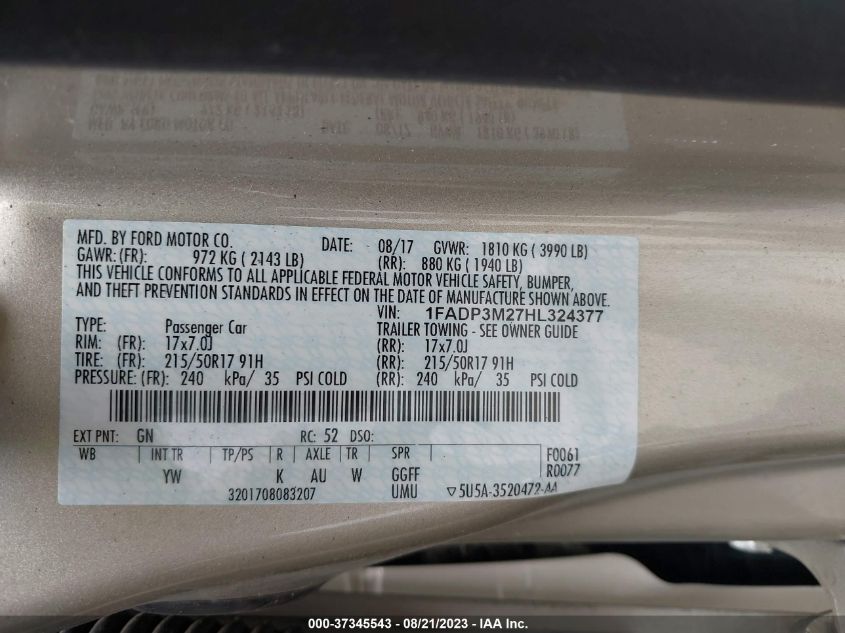 MFD. BY FORD MOTOR CO. DATE: 08/17 GVWR: 1810 KG ( 3990 LB)
GAWR: (FR): 972 KG ( 2143 LB) (RR): 880 KG ( 1940 LB)
THIS VEHICLE CONFORMS TO ALL APPLICABLE FEDERAL MOTOR VEHICLE SAFETY, BUMPER,
AND THEFT PREVENTION STANDARDS IN EFFECT ON THE DATE OF MANUFACTURE SHOWN ABOVE.
VIN: 1FADP3M27HL324377
TYPE: Passenger Car TRAILER TOWING - SEE OWNER GUIDE
RIM: (FR): 17x7.0J (RR): 17x7.0J
TIRE: (FR): 215/50R17 91H (RR): 215/50R17 91H
PRESSURE: (FR): 240 kPa/ 35 PSI COLD (RR): 240 kPa/ 35 PSI COLD
EXT PNT: GN RC: 52 DSO:
WB INT TR TP/PS R AXLE TR SPR F0061
YW K AU W GGFF R0077
3201708083207 UMU ▽5U5A-3520472-AA
000-37345543 - 08/21/2023 - IAA Inc.